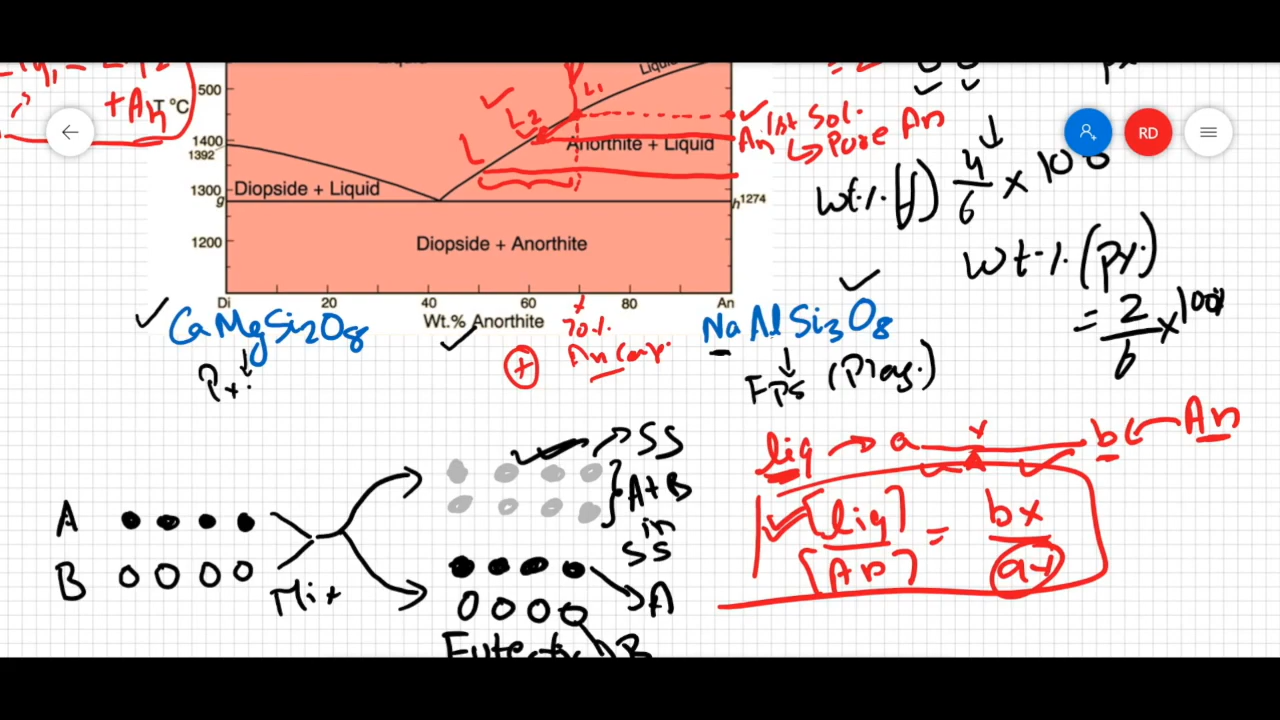 +An
T °C
500
1400
1392
1300
g
1200
Diopside + Liquid
Anorthite + Liquid
Diopside + Anorthite
L
L2
L1
h 1274
Di
20
40
60
80
An
Wt.% Anorthite
70%
An Comp.
+
1st Sol.
An
↳ Pure An
RD
wt.%
4/6 × 100
Wt.% (Px.)
= 2/6 × 100%
CaMgSi2O8
Px.
NaAlSi3O8
FPS (Plag.)
A
B
Mix
SS
A+B
in
SS
A
B
liq → a x b ← An
[liq]/[An] = bx/ax